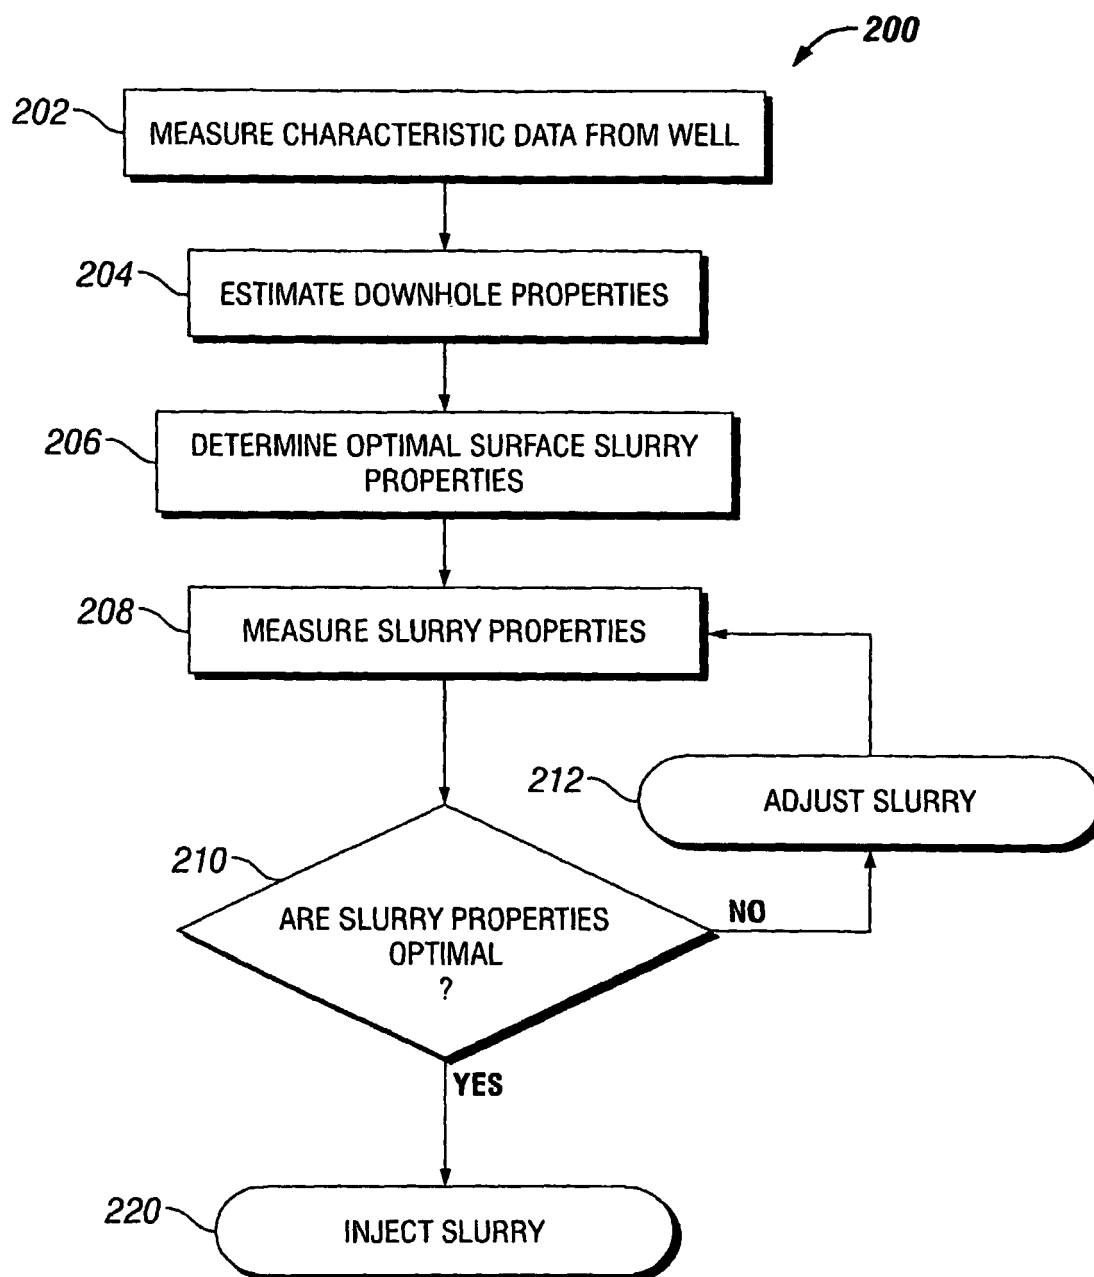 200
202
MEASURE CHARACTERISTIC DATA FROM WELL
204
ESTIMATE DOWNHOLE PROPERTIES
206
DETERMINE OPTIMAL SURFACE SLURRY
PROPERTIES
208
MEASURE SLURRY PROPERTIES
212
ADJUST SLURRY
210
ARE SLURRY PROPERTIES
OPTIMAL
?
NO
YES
220
INJECT SLURRY